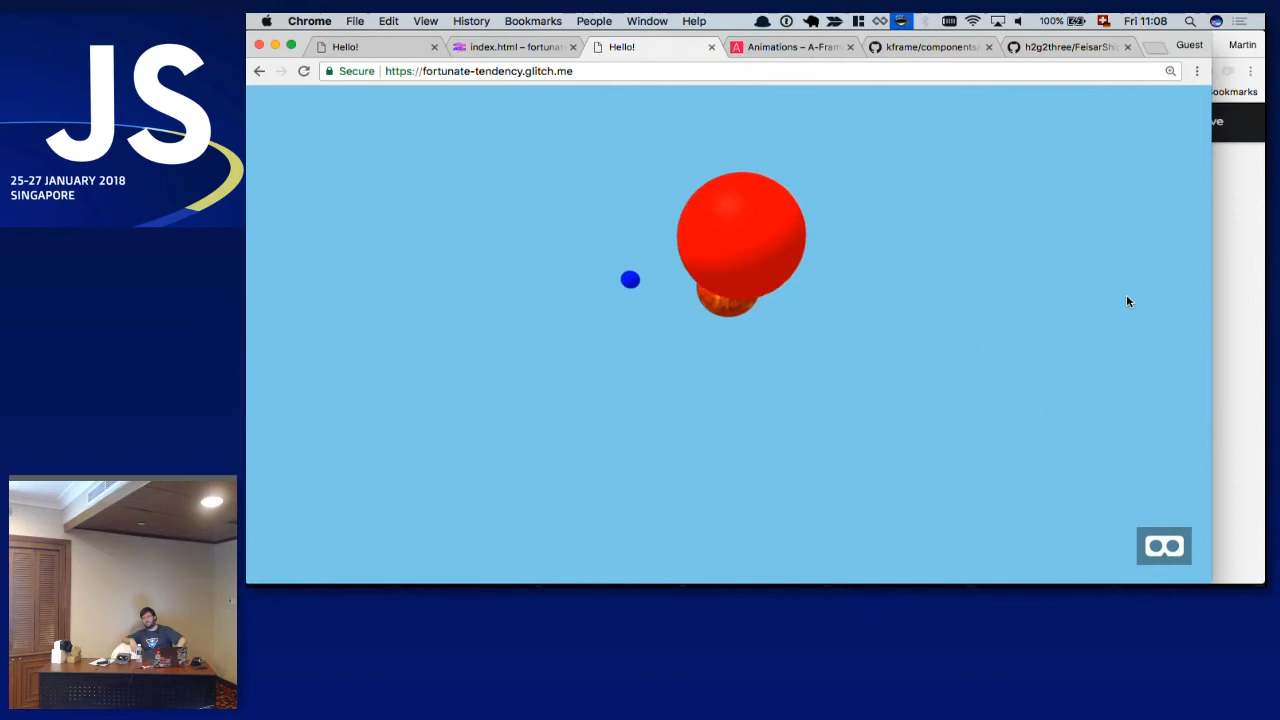 JS
25-27 JANUARY 2018
SINGAPORE
Chrome File Edit View History Bookmarks People Window Help 100% Fri 11:08
Hello! index.html – fortunat Hello! Animations – A-Fram kframe/components/ h2g2three/FeisarShi Guest Martin
Secure https://fortunate-tendency.glitch.me
ookmarks
ve